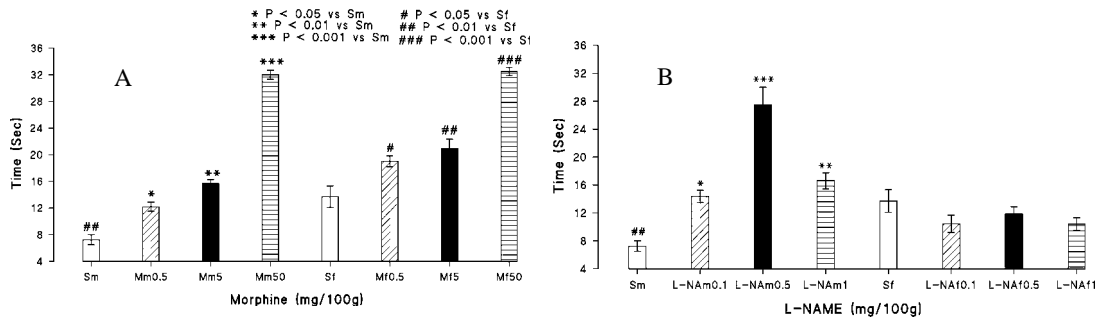 * P < 0.05 vs Sm # P < 0.05 vs Sf
** P < 0.01 vs Sm ## P < 0.01 vs Sf
*** P < 0.001 vs Sm ### P < 0.001 vs Sf
A
Time (Sec)
36
32
28
24
20
16
12
8
4
##
*
**
***
#
##
###
Sm Mm0.5 Mm5 Mm50 Sf Mf0.5 Mf5 Mf50
Morphine (mg/100g)
B
Time (Sec)
36
32
28
24
20
16
12
8
4
##
*
***
**
Sm L-NAm0.1 L-NAm0.5 L-NAm1 Sf L-NAf0.1 L-NAf0.5 L-NAf1
L-NAME (mg/100g)